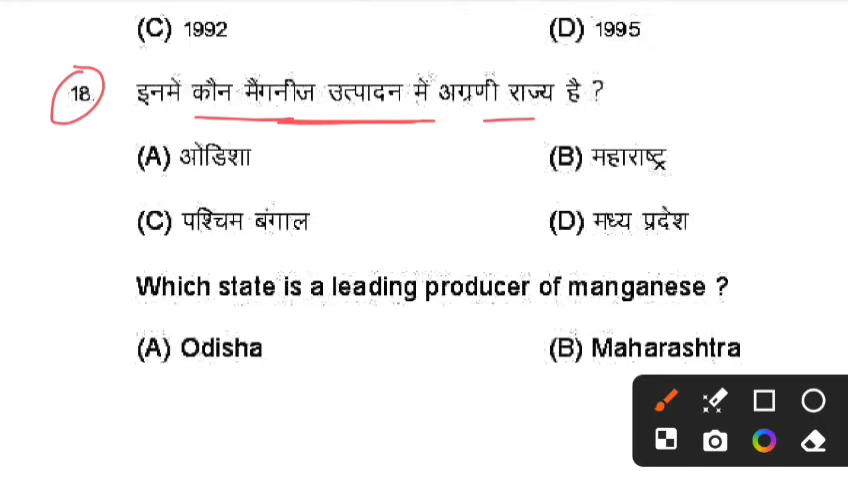 (C) 1992 (D) 1995
18. इनमें कौन मैंगनीज उत्पादन में अग्रणी राज्य है ?
(A) ओडिशा (B) महाराष्ट्र
(C) पश्चिम बंगाल (D) मध्य प्रदेश
Which state is a leading producer of manganese ?
(A) Odisha (B) Maharashtra